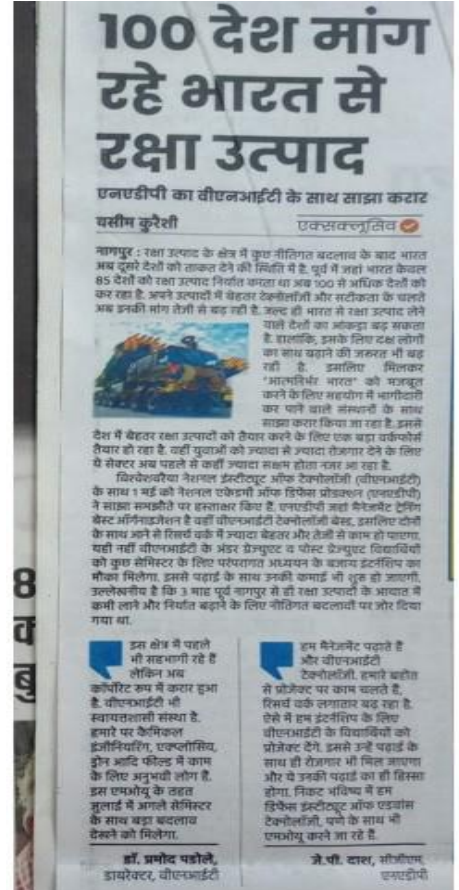 100 देश मांग
रहे भारत से
रक्षा उत्पाद
एनएडीपी का वीएनआईटी के साथ साझा करार
वसीम कुरैशी
एक्सक्लूसिव
नागपुर : रक्षा उत्पाद के क्षेत्र में कुछ नीतिगत बदलाव के बाद भारत
अब दूसरे देशों को ताकत देने की स्थिति में है. पूर्व में जहां भारत केवल
85 देशों को रक्षा उत्पाद निर्यात करता था अब 100 से अधिक देशों को
कर रहा है. अपने उत्पादों में बेहतर टेक्नोलॉजी और सटीकता के चलते
अब इनकी मांग तेजी से बढ़ रही है. जल्द ही भारत से रक्षा उत्पाद लेने
वाले देशों का आंकड़ा बढ़ सकता
है. हालांकि, इसके लिए दक्ष लोगों
का साथ बढ़ाने की जरूरत भी बढ़
रही है. इसलिए मिलकर
'आत्मनिर्भर भारत' को मजबूत
करने के लिए सहयोग में भागीदारी
कर पाने वाले संस्थानों के साथ
साझा करार किया जा रहा है. इससे
देश में बेहतर रक्षा उत्पादों को तैयार करने के लिए एक बड़ा वर्कफोर्स
तैयार हो रहा है. वहीं युवाओं को ज्यादा से ज्यादा रोजगार देने के लिए
ये सेक्टर अब पहले से कहीं ज्यादा सक्षम होता नजर आ रहा है.
विश्वेश्वरैया नेशनल इंस्टीट्यूट ऑफ टेक्नोलॉजी (वीएनआईटी)
के साथ 1 मई को नेशनल एकेडमी ऑफ डिफेंस प्रोडक्शन (एनएडीपी)
ने साझा समझौते पर हस्ताक्षर किए हैं. एनएडीपी जहां मैनेजमेंट ट्रेनिंग
बेस्ट ऑर्गनाइजेशन है वहीं वीएनआईटी टेक्नोलॉजी बेस्ड. इसलिए दोनों
के साथ आने से रिसर्च वर्क में ज्यादा बेहतर और तेजी से काम हो पाएगा.
यही नहीं वीएनआईटी के अंडर ग्रेज्युएट व पोस्ट ग्रेज्युएट विद्यार्थियों
को कुछ सेमिस्टर के लिए परंपरागत अध्ययन के बजाय इंटर्नशिप का
मौका मिलेगा. इससे पढ़ाई के साथ उनकी कमाई भी शुरू हो जाएगी.
उल्लेखनीय है कि 3 माह पूर्व नागपुर से ही रक्षा उत्पादों के आयात में
कमी लाने और निर्यात बढ़ाने के लिए नीतिगत बदलावों पर जोर दिया
गया था.
इस क्षेत्र में पहले
भी सहभागी रहे हैं
लेकिन अब
कॉर्पोरेट रूप में करार हुआ
है. वीएनआईटी भी
स्वायत्तशासी संस्था है.
हमारे पर कैमिकल
इंजीनियरिंग, एक्प्लोसिव,
ड्रोन आदि फील्ड में काम
के लिए अनुभवी लोग हैं.
इस एमओयू के तहत
जुलाई में अगले सेमिस्टर
के साथ बड़ा बदलाव
देखने को मिलेगा.
डॉ. प्रमोद पडोले,
डायरेक्टर, वीएनआईटी
हम मैनेजमेंट पढ़ाते हैं
और वीएनआईटी
टेक्नोलॉजी. हमारे बहोत
से प्रोजेक्ट पर काम चलते हैं,
रिसर्च वर्क लगातार बढ़ रहा है.
ऐसे में हम इंटर्नशिप के लिए
वीएनआईटी के विद्यार्थियों को
प्रोजेक्ट देंगे. इससे उन्हें पढ़ाई के
साथ ही रोजगार भी मिल जाएगा
और ये उनकी पढ़ाई का ही हिस्सा
होगा. निकट भविष्य में हम
डिफेंस इंस्टीट्यूट ऑफ एडवांस
टेक्नोलॉजी, पुणे के साथ भी
एमओयू करने जा रहे हैं.
जे.पी. दाश, सीजीएम,
एनएडीपी
8